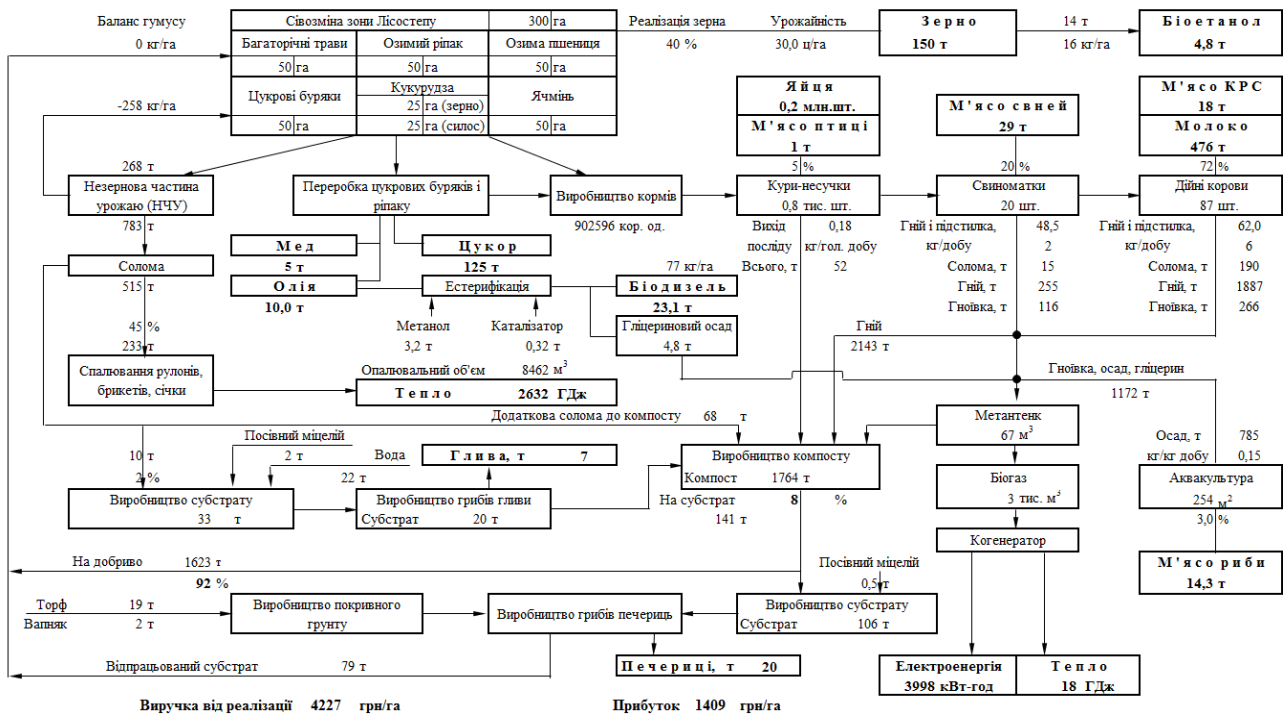 Баланс гумусу
0 кг/га
-258 кг/га
Сівозміна зони Лісостепу 300 га
Багаторічні трави Озимий ріпак Озима пшениця
50 га 50 га 50 га
Цукрові буряки Кукурудза Ячмінь
25 га (зерно)
50 га 25 га (силос) 50 га
Реалізація зерна Урожайність
40 % 30,0 ц/га
Зерно
150 т
14 т
16 кг/га
Біоетанол
4,8 т
Яйця
0,2 млн.шт.
М'ясо птиці
1 т
5 %
М'ясо свней
29 т
20 %
М'ясо КРС
18 т
Молоко
476 т
72 %
268 т
Незернова частина
урожаю (НЧУ)
783 т
Переробка цукрових буряків і
ріпаку
Виробництво кормів
902596 кор. од.
Кури-несучки
0,8 тис. шт.
Свиноматки
20 шт.
Дійні корови
87 шт.
Вихід 0,18
посліду кг/гол. добу
Всього, т 52
Гній і підстилка, 48,5
кг/добу 2
Солома, т 15
Гній, т 255
Гноївка, т 116
Гній і підстилка, 62,0
кг/добу 6
Солома, т 190
Гній, т 1887
Гноївка, т 266
Солома
515 т
45 %
233 т
Мед
5 т
Цукор
125 т
Олія
10,0 т
Естерифікація
77 кг/га
Біодизель
23,1 т
Метанол Каталізатор
3,2 т 0,32 т
Гліцериновий осад
4,8 т
Гній
2143 т
Спалювання рулонів,
брикетів, січки
Опалювальний об'єм 8462 м3
Тепло 2632 ГДж
Гноївка, осад, гліцерин
1172 т
Додаткова солома до компосту 68 т
Метантенк
67 м3
Осад, т 785
кг/кг добу 0,15
10 т
2 %
Посівний міцелій
2 т
Вода
22 т
Глива, т 7
Виробництво субстрату
33 т
Виробництво грибів гливи
Субстрат 20 т
Виробництво компосту
Компост 1764 т
На субстрат 8 %
141 т
Біогаз
3 тис. м3
Аквакультура
254 м2
3,0 %
Когенератор
М'ясо риби
14,3 т
На добриво 1623 т
92 %
Посівний міцелій
0,5 т
Торф 19 т
Вапняк 2 т
Виробництво покривного
грунту
Виробництво грибів печериць
Виробництво субстрату
Субстрат 106 т
Відпрацьований субстрат 79 т
Печериці, т 20
Електроенергія
3998 кВт-год
Тепло
18 ГДж
Виручка від реалізації 4227 грн/га Прибуток 1409 грн/га